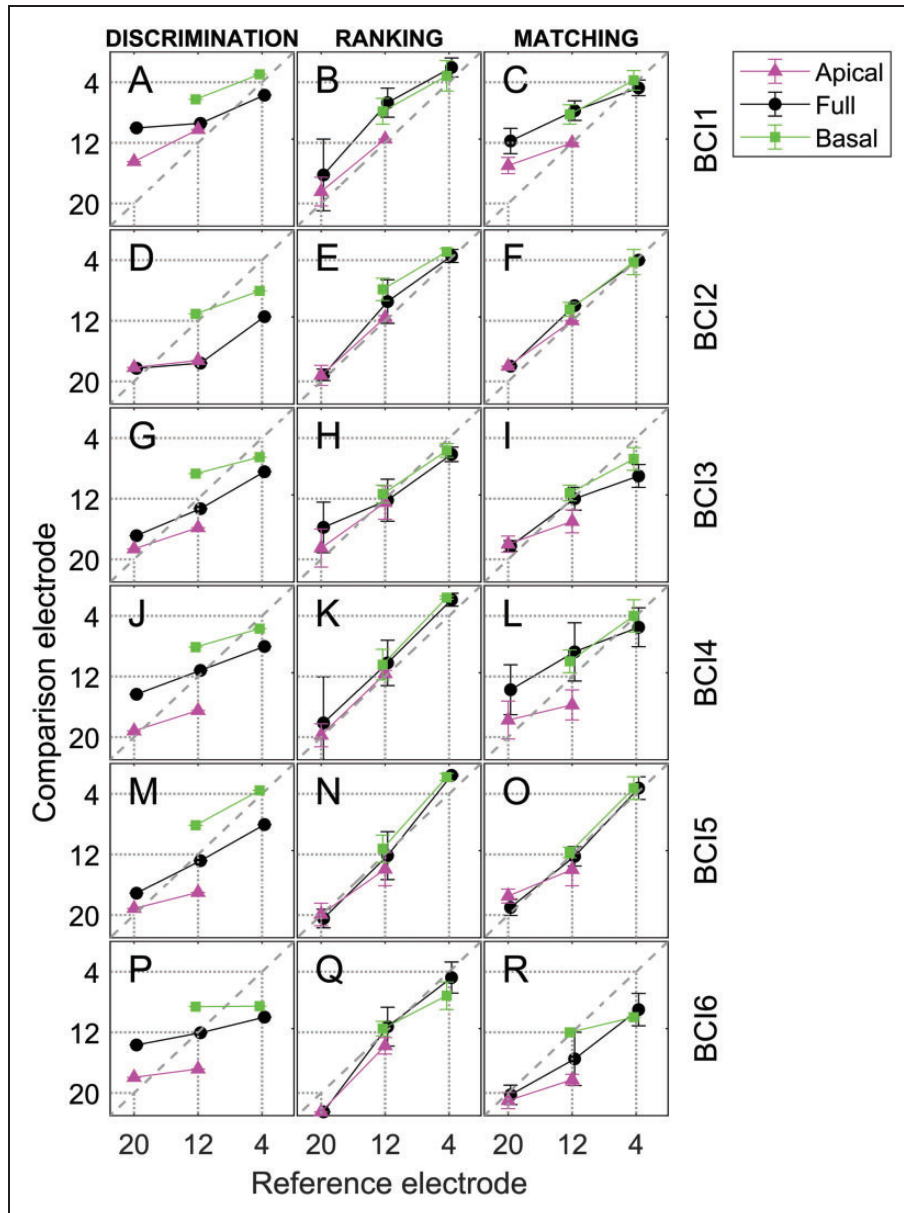 DISCRIMINATION RANKING MATCHING
Apical
Full
Basal
A B C
4
12
20
BCI1
D E F
4
12
20
BCI2
G H I
4
12
20
BCI3
J K L
4
12
20
BCI4
M N O
4
12
20
BCI5
P Q R
4
12
20
BCI6
20 12 4 20 12 4 20 12 4
Comparison electrode
Reference electrode